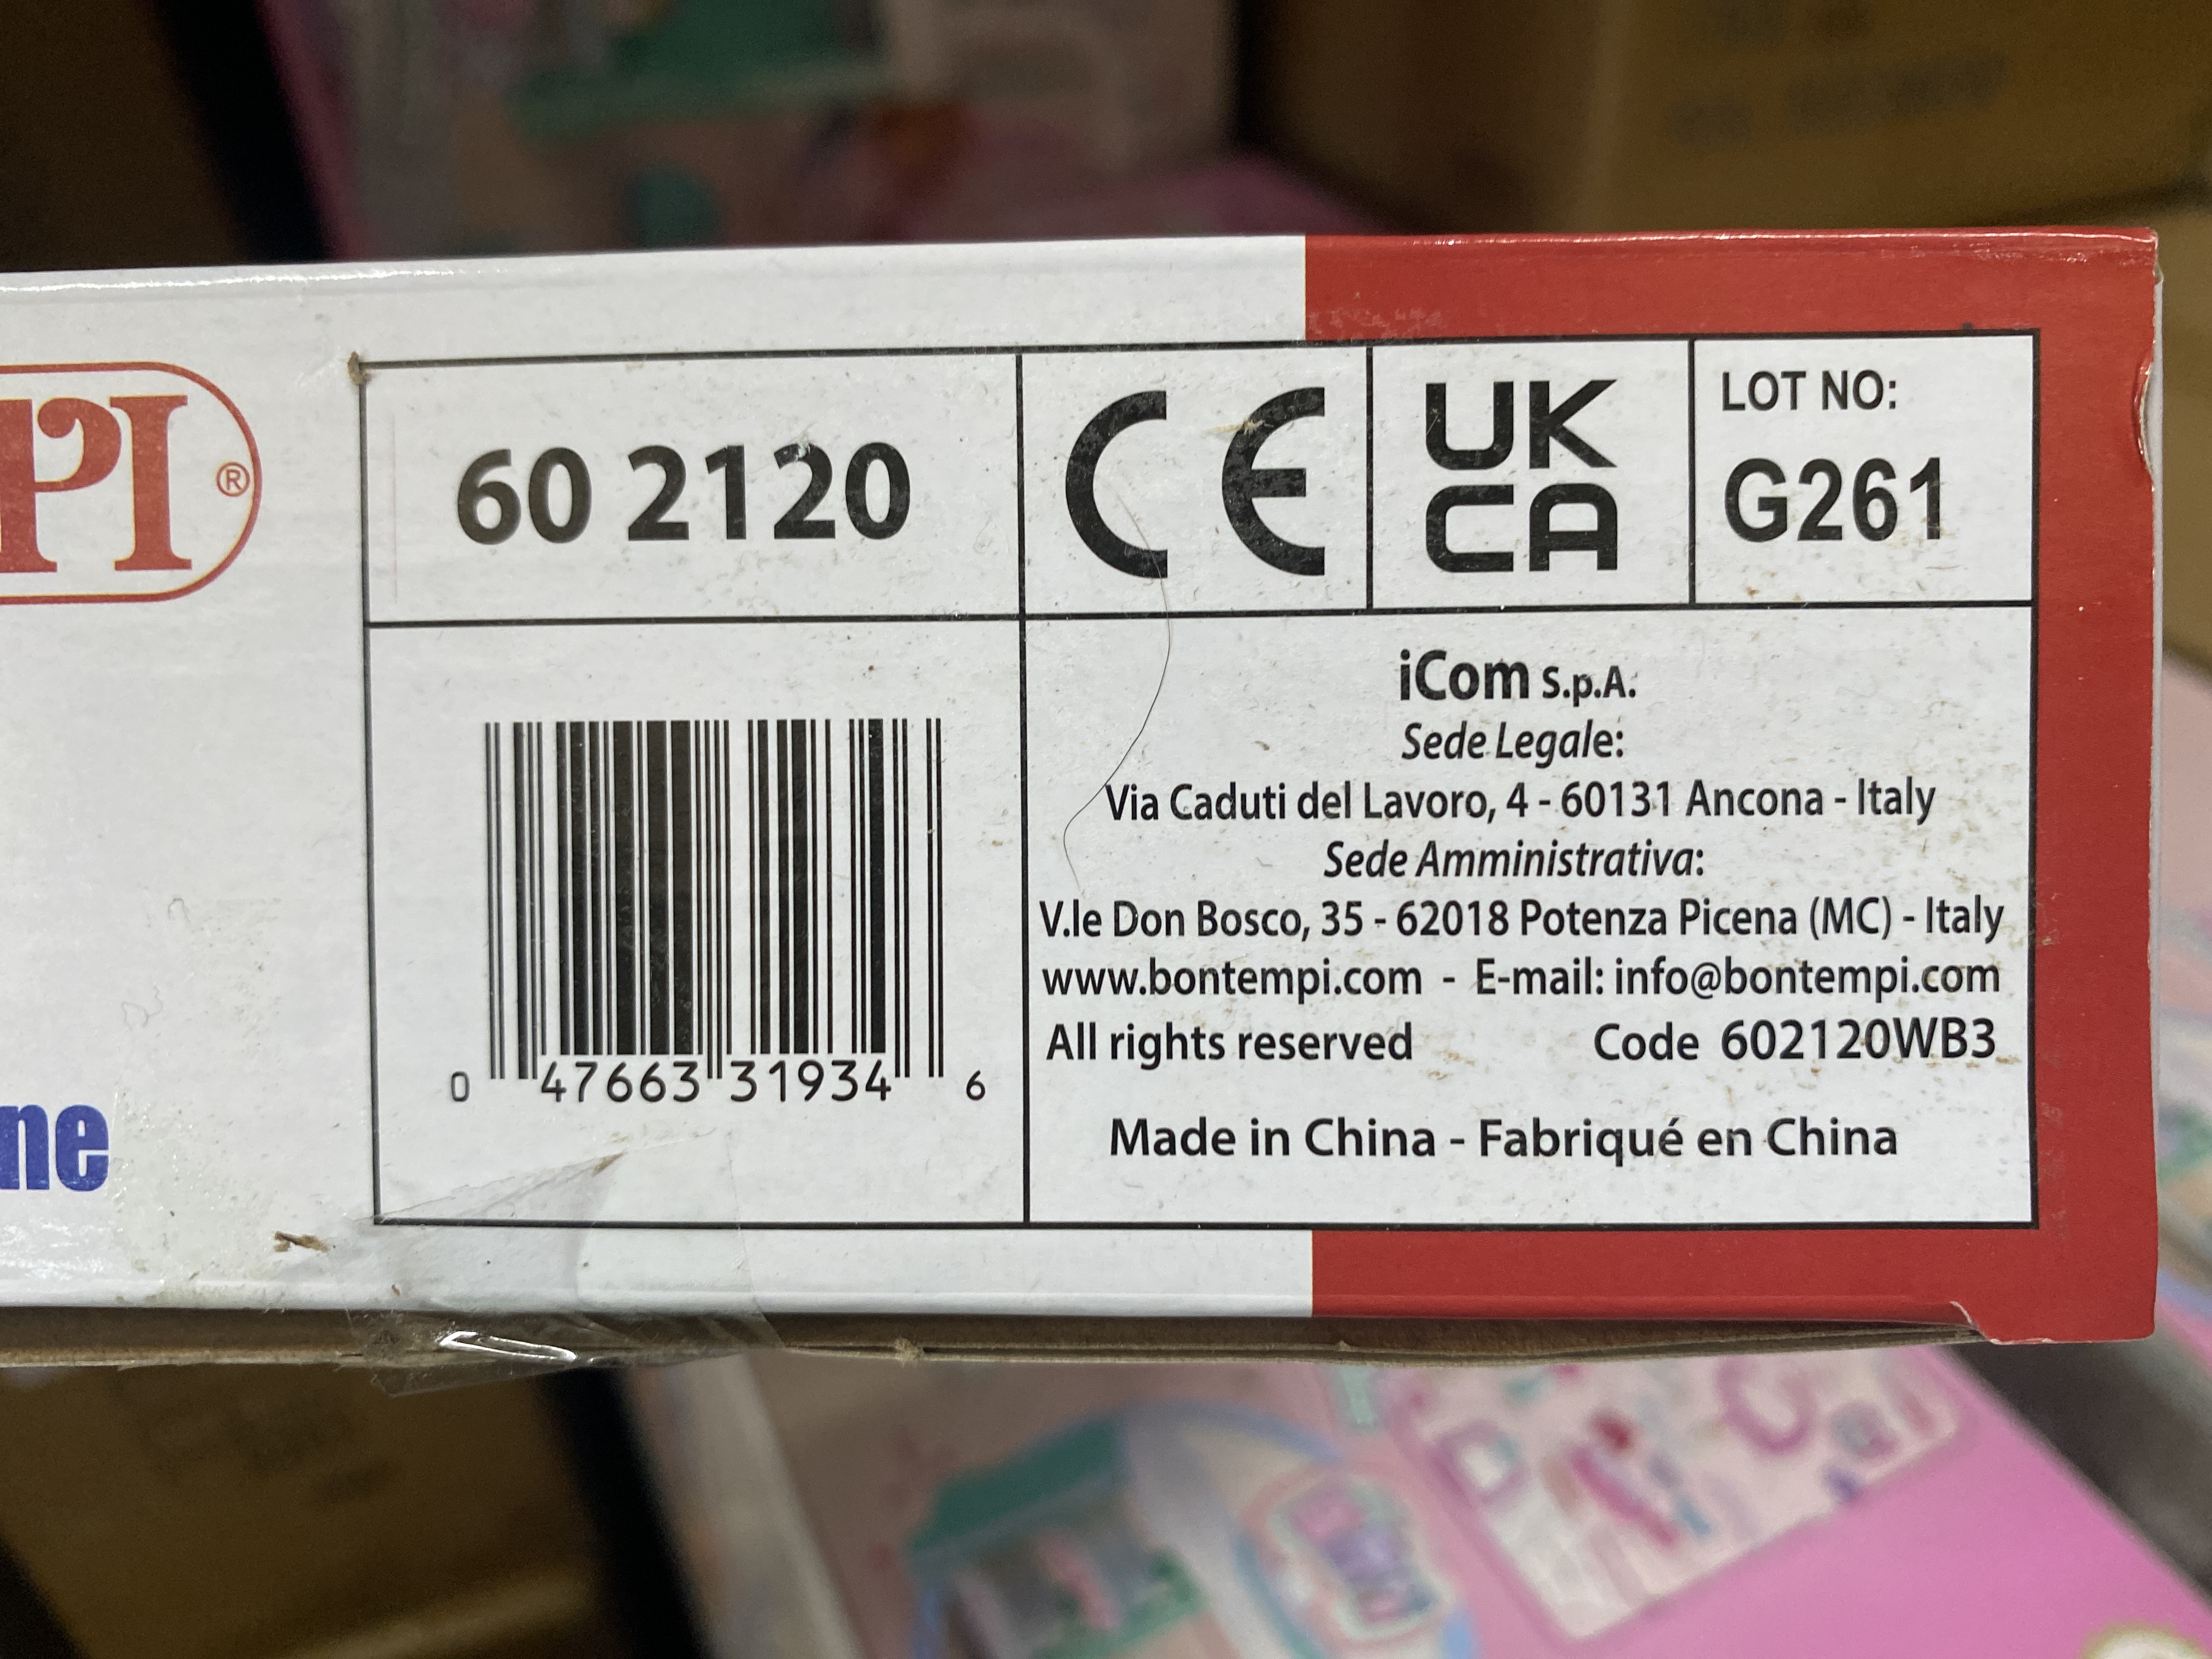 PI ®
ne
60 2120
CE
UK
CA
LOT NO:
G261
0 47663 31934 6
iCom S.p.A.
Sede Legale:
Via Caduti del Lavoro, 4 - 60131 Ancona - Italy
Sede Amministrativa:
V.le Don Bosco, 35 - 62018 Potenza Picena (MC) - Italy
www.bontempi.com - E-mail: info@bontempi.com
All rights reserved Code 602120WB3
Made in China - Fabriqué en China